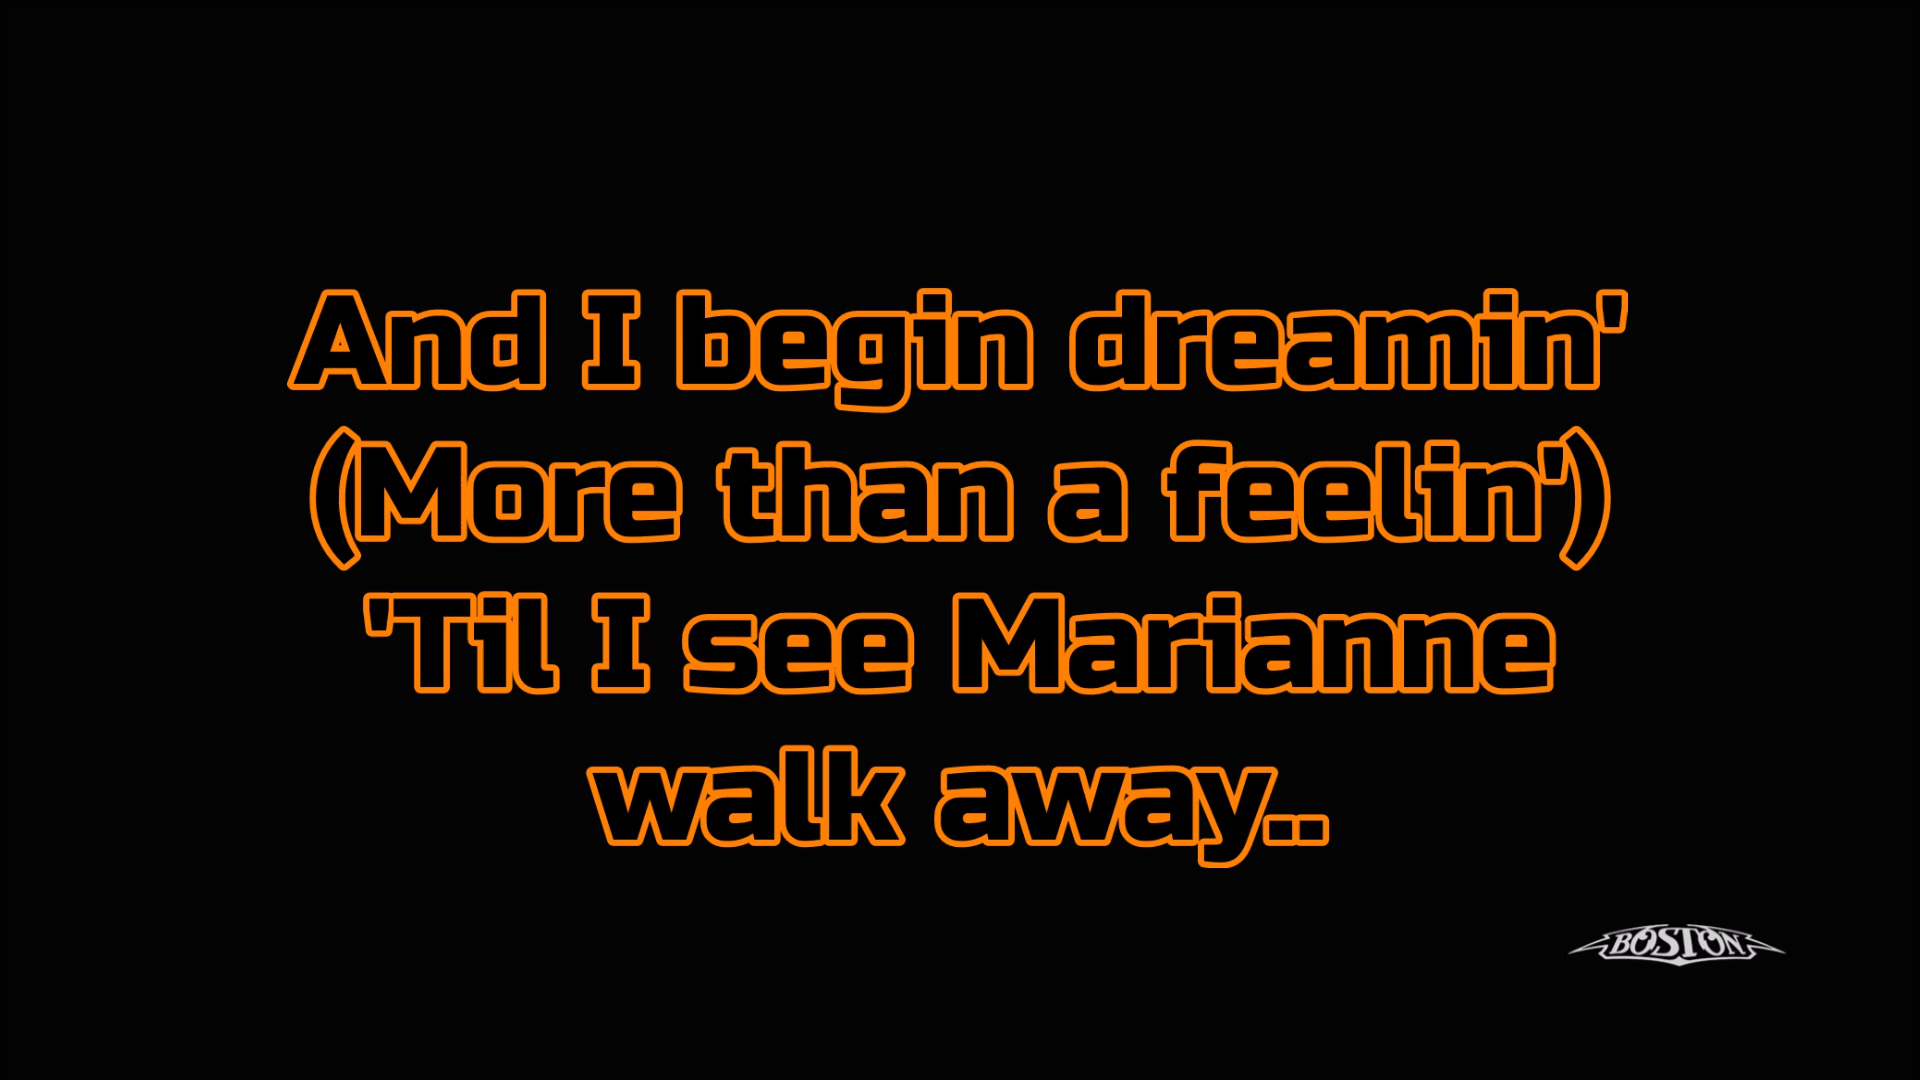 And I begin dreamin'
(More than a feelin')
'Til I see Marianne
walk away..
BOSTON